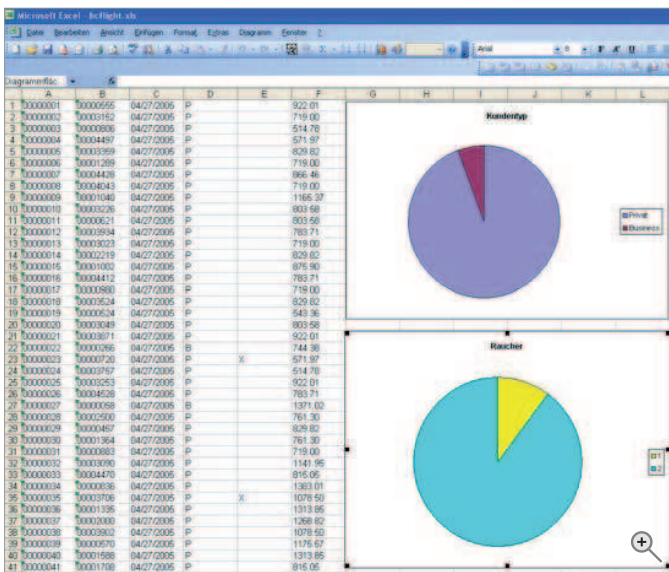 Microsoft Excel - bcflight.xls
Datei Bearbeiten Ansicht Einfügen Format Extras Diagramm Fenster ?
Arial 8 F K U
Diagrammfläc
A B C D E F G H I J K L
1 00000001 00000555 04/27/2005 P 922.01
2 00000002 00003152 04/27/2005 P 719.00
3 00000003 00000806 04/27/2005 P 514.78
4 00000004 00004497 04/27/2005 P 571.97
5 00000005 00003359 04/27/2005 P 829.82
6 00000006 00001289 04/27/2005 P 719.00
7 00000007 00004428 04/27/2005 P 866.46
8 00000008 00004043 04/27/2005 P 719.00
9 00000009 00001040 04/27/2005 P 1166.37
10 00000010 00003226 04/27/2005 P 803.58
11 00000011 00000621 04/27/2005 P 803.58
12 00000012 00003934 04/27/2005 P 783.71
13 00000013 00003023 04/27/2005 P 719.00
14 00000014 00002219 04/27/2005 P 829.82
15 00000015 00001002 04/27/2005 P 875.90
16 00000016 00004412 04/27/2005 P 783.71
17 00000017 00000980 04/27/2005 P 719.00
18 00000018 00003524 04/27/2005 P 829.82
19 00000019 00000524 04/27/2005 P 543.36
20 00000020 00003049 04/27/2005 P 803.58
21 00000021 00003871 04/27/2005 P 922.01
22 00000022 00000266 04/27/2005 B 744.38
23 00000023 00000720 04/27/2005 P X 571.97
24 00000024 00003757 04/27/2005 P 514.78
25 00000025 00003253 04/27/2005 P 922.01
26 00000026 00004528 04/27/2005 P 783.71
27 00000027 00000058 04/27/2005 B 1371.02
28 00000028 00002500 04/27/2005 P 761.30
29 00000029 00000457 04/27/2005 P 829.82
30 00000030 00001364 04/27/2005 P 761.30
31 00000031 00000883 04/27/2005 P 719.00
32 00000032 00003090 04/27/2005 P 1141.95
33 00000033 00004470 04/27/2005 P 815.05
34 00000034 00000836 04/27/2005 P 1383.01
35 00000035 00003706 04/27/2005 P X 1078.50
36 00000036 00001335 04/27/2005 P 1313.85
37 00000037 00002000 04/27/2005 P 1268.82
38 00000038 00003902 04/27/2005 P 1078.50
39 00000039 00000570 04/27/2005 P 1175.57
40 00000040 00001588 04/27/2005 P 1313.85
41 00000041 00001708 04/27/2005 P 815.05
Kundentyp
Privat
Business
Raucher
1
2